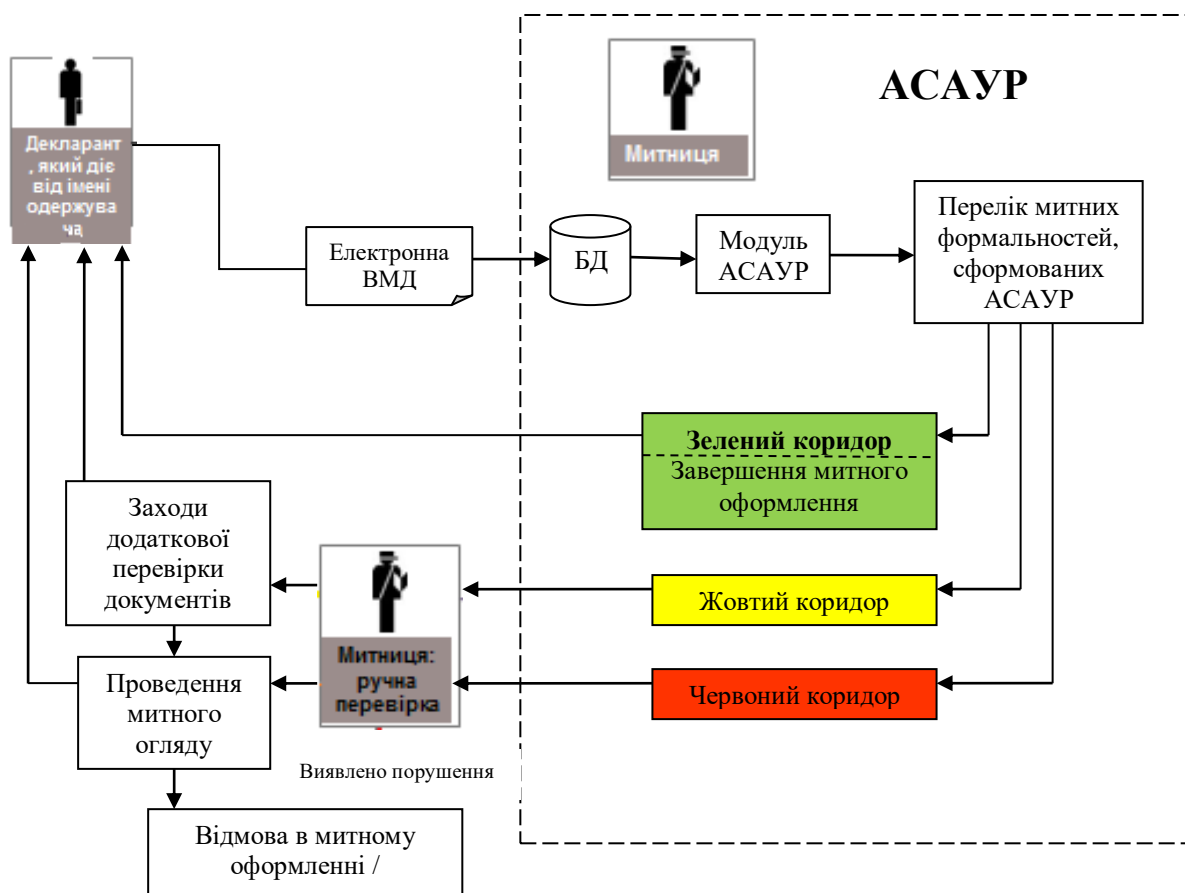 АСАУР
Митниця
Декларант
, який діє
від імені
одержува
ча
Електронна
ВМД
БД
Модуль
АСАУР
Перелік митних
формальностей,
сформованих
АСАУР
Зелений коридор
Завершення митного
оформлення
Заходи
додаткової
перевірки
документів
Жовтий коридор
Митниця:
ручна
перевірка
Проведення
митного
огляду
Червоний коридор
Виявлено порушення
Відмова в митному
оформленні /